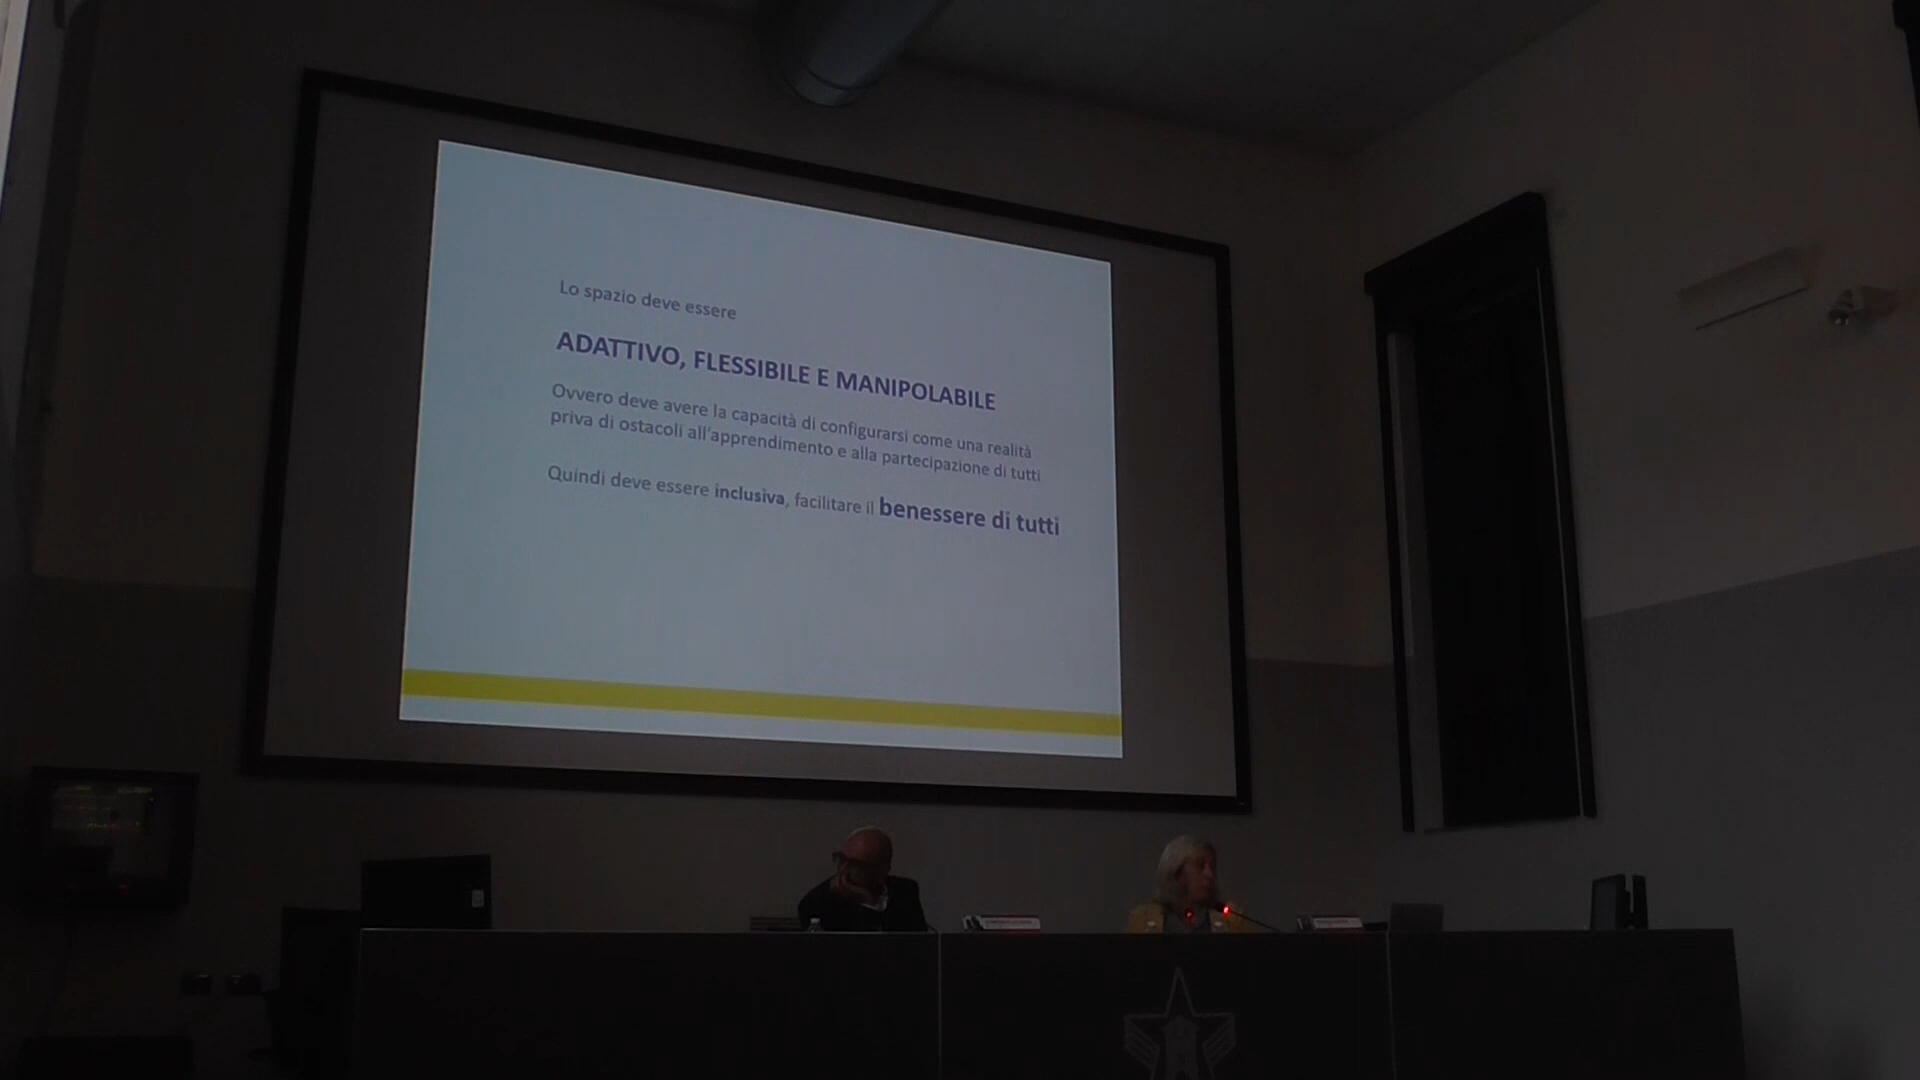 Lo spazio deve essere
ADATTIVO, FLESSIBILE E MANIPOLABILE
Ovvero deve avere la capacità di configurarsi come una realità
priva di ostacoli all'apprendimento e alla partecipazione di tutti
Quindi deve essere inclusiva, facilitare il benessere di tutti